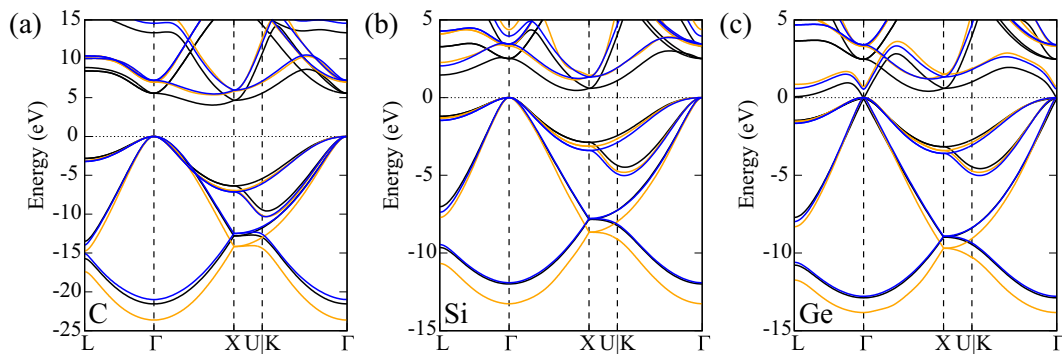 (a)
Energy (eV)
15
10
5
0
-5
-10
-15
-20
-25
C
L Γ X U|K Γ
(b)
Energy (eV)
5
0
-5
-10
-15
Si
L Γ X U|K Γ
(c)
Energy (eV)
5
0
-5
-10
-15
Ge
L Γ X U|K Γ